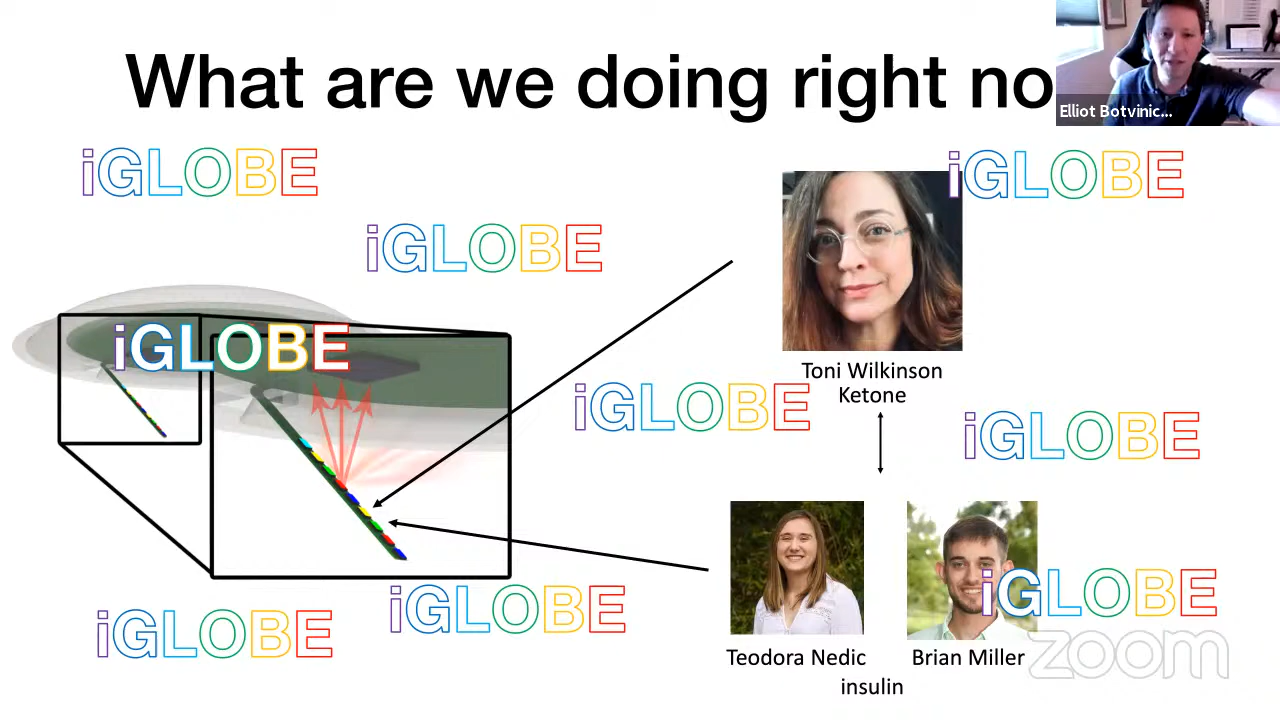 What are we doing right no
Elliot Botvinic...
iGLOBE
iGLOBE
iGLOBE
iGLOBE
Toni Wilkinson
Ketone
iGLOBE
iGLOBE
iGLOBE
iGLOBE
iGLOBE
Teodora Nedic
Brian Miller
insulin
zoom